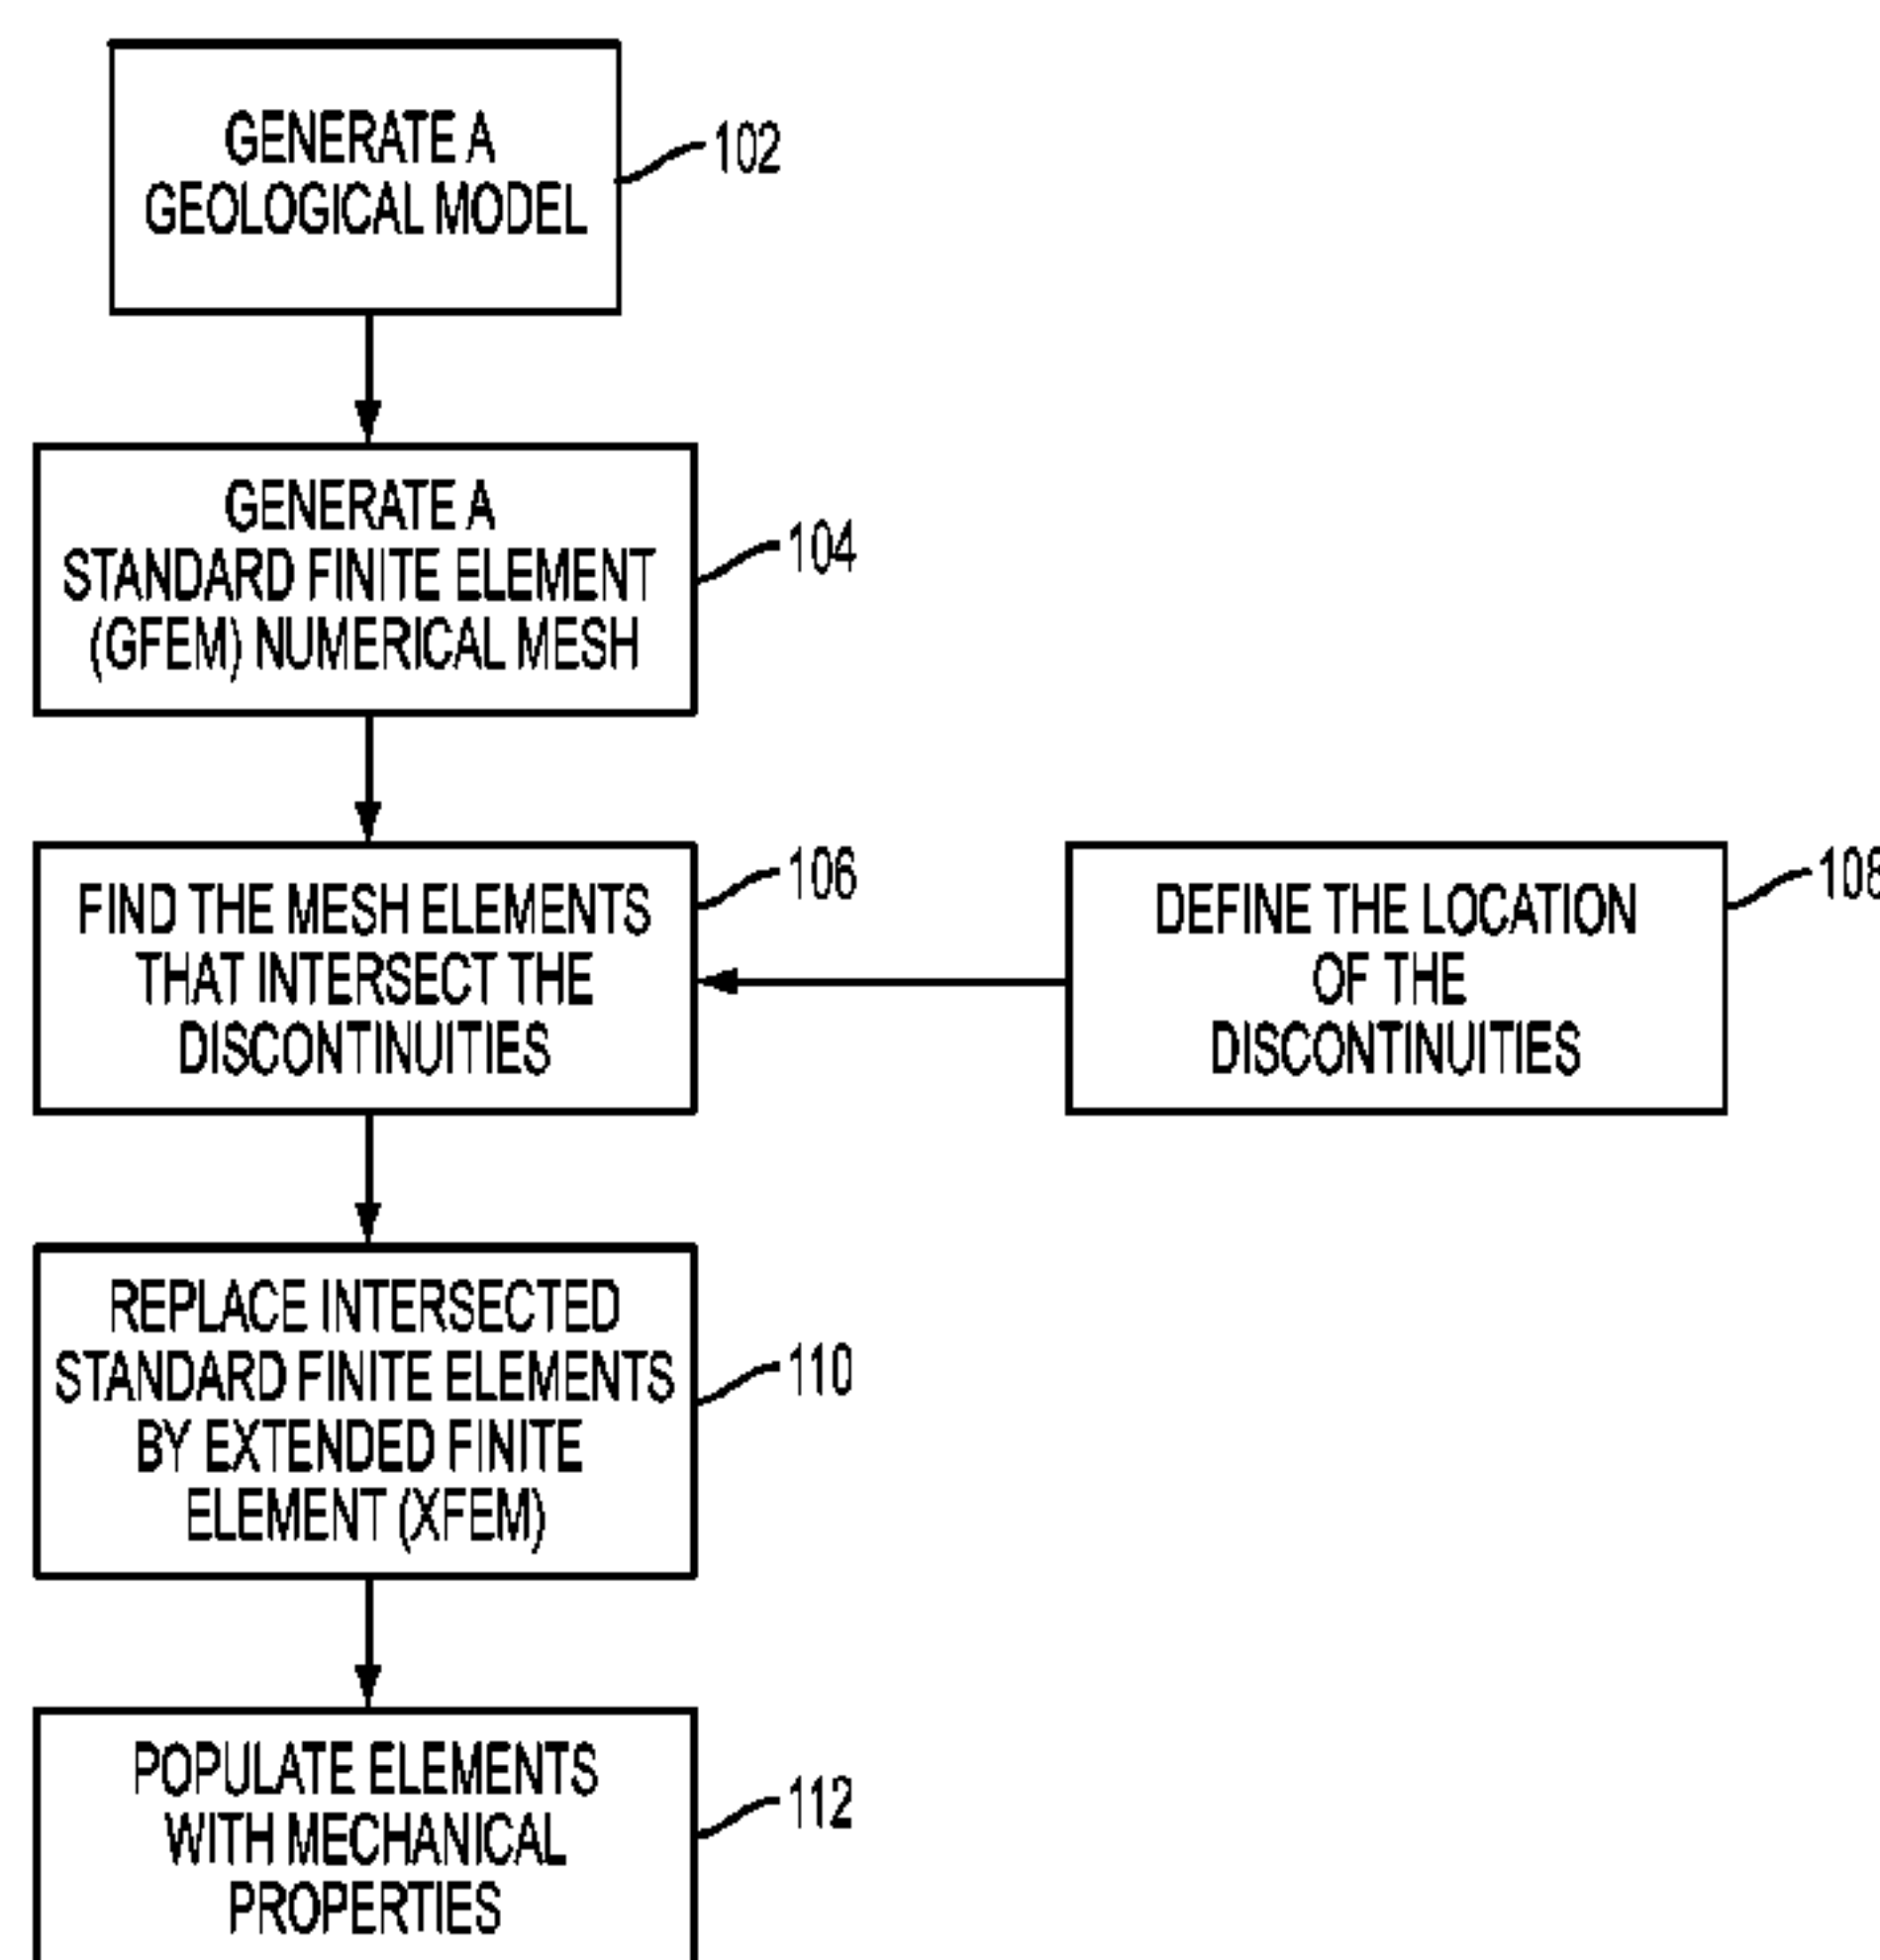 GENERATE A
GEOLOGICAL MODEL
102
GENERATE A
STANDARD FINITE ELEMENT
(GFEM) NUMERICAL MESH
104
FIND THE MESH ELEMENTS
THAT INTERSECT THE
DISCONTINUITIES
106
DEFINE THE LOCATION
OF THE
DISCONTINUITIES
108
REPLACE INTERSECTED
STANDARD FINITE ELEMENTS
BY EXTENDED FINITE
ELEMENT (XFEM)
110
POPULATE ELEMENTS
WITH MECHANICAL
PROPERTIES
112